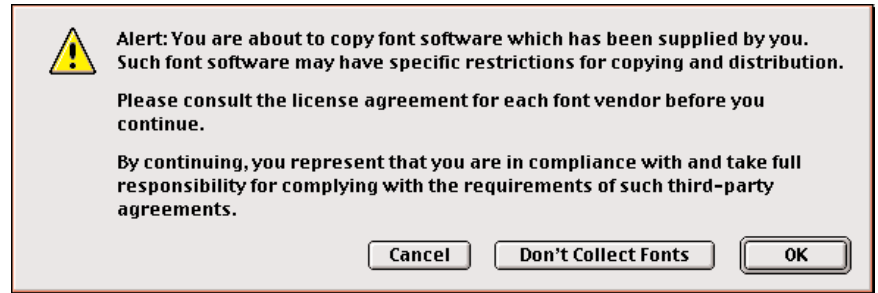 Alert: You are about to copy font software which has been supplied by you.
Such font software may have specific restrictions for copying and distribution.
Please consult the license agreement for each font vendor before you
continue.
By continuing, you represent that you are in compliance with and take full
responsibility for complying with the requirements of such third-party
agreements.
Cancel Don't Collect Fonts OK